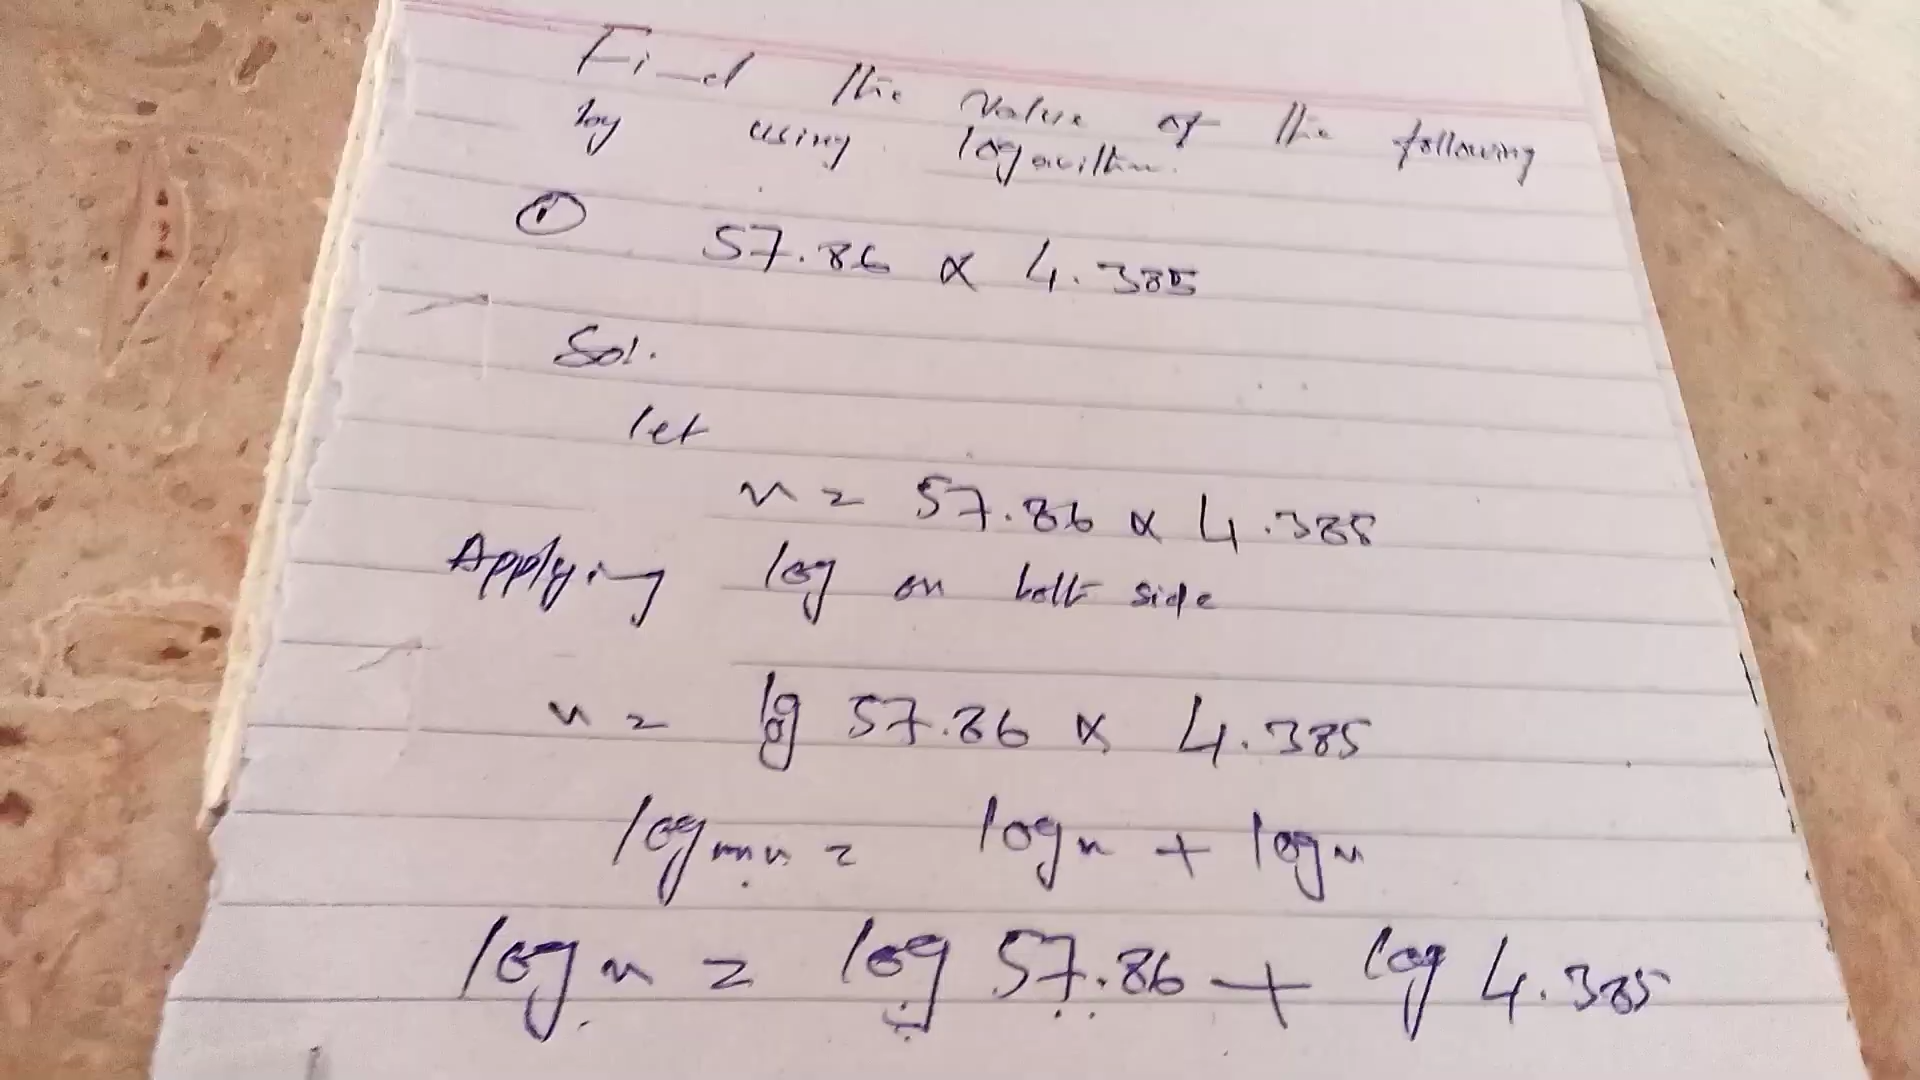 Find the value of the following
by using logarithm.
① 57.86 × 4.385
Sol.
let
x = 57.86 × 4.385
Applying log on both side
x = log 57.86 × 4.385
log mn = log m + log n
log x = log 57.86 + log 4.385